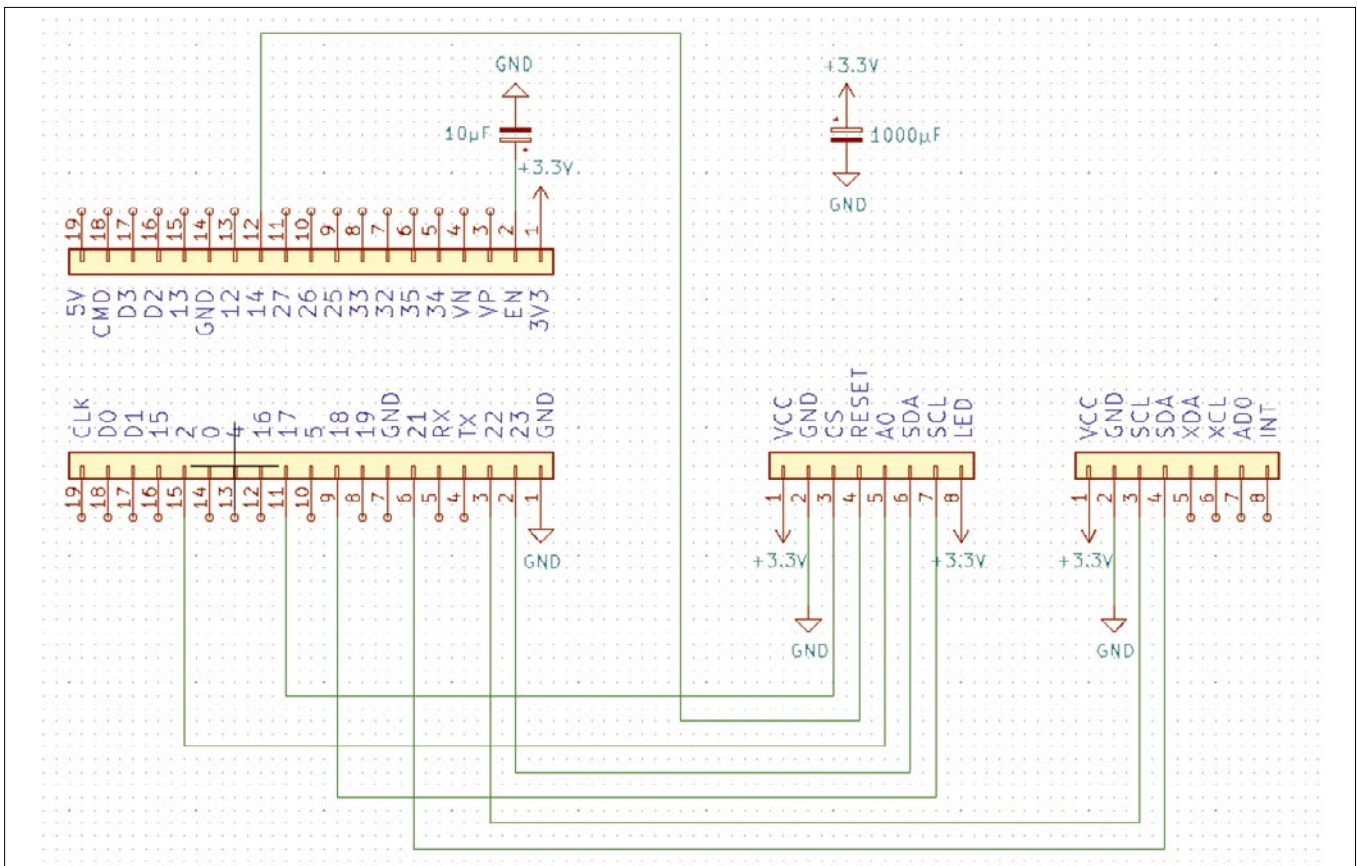 GND
+3.3V
10µF
1000µF
+3.3V
GND
19 18 17 16 15 14 13 12 11 10 9 8 7 6 5 4 3 2 1
5V CMD D3 D2 13 GND 12 14 27 26 25 33 32 35 34 VN VP EN 3V3
CLK D0 D1 15 2 0 4 16 17 5 18 19 GND 21 RX TX 22 23 GND
VCC GND CS RESET AO SDA SCL LED
VCC GND SCL SDA XDA XCL ADO INT
19 18 17 16 15 14 13 12 11 10 9 8 7 6 5 4 3 2 1
1 2 3 4 5 6 7 8
1 2 3 4 5 6 7 8
GND
+3.3V
+3.3V
+3.3V
GND
GND